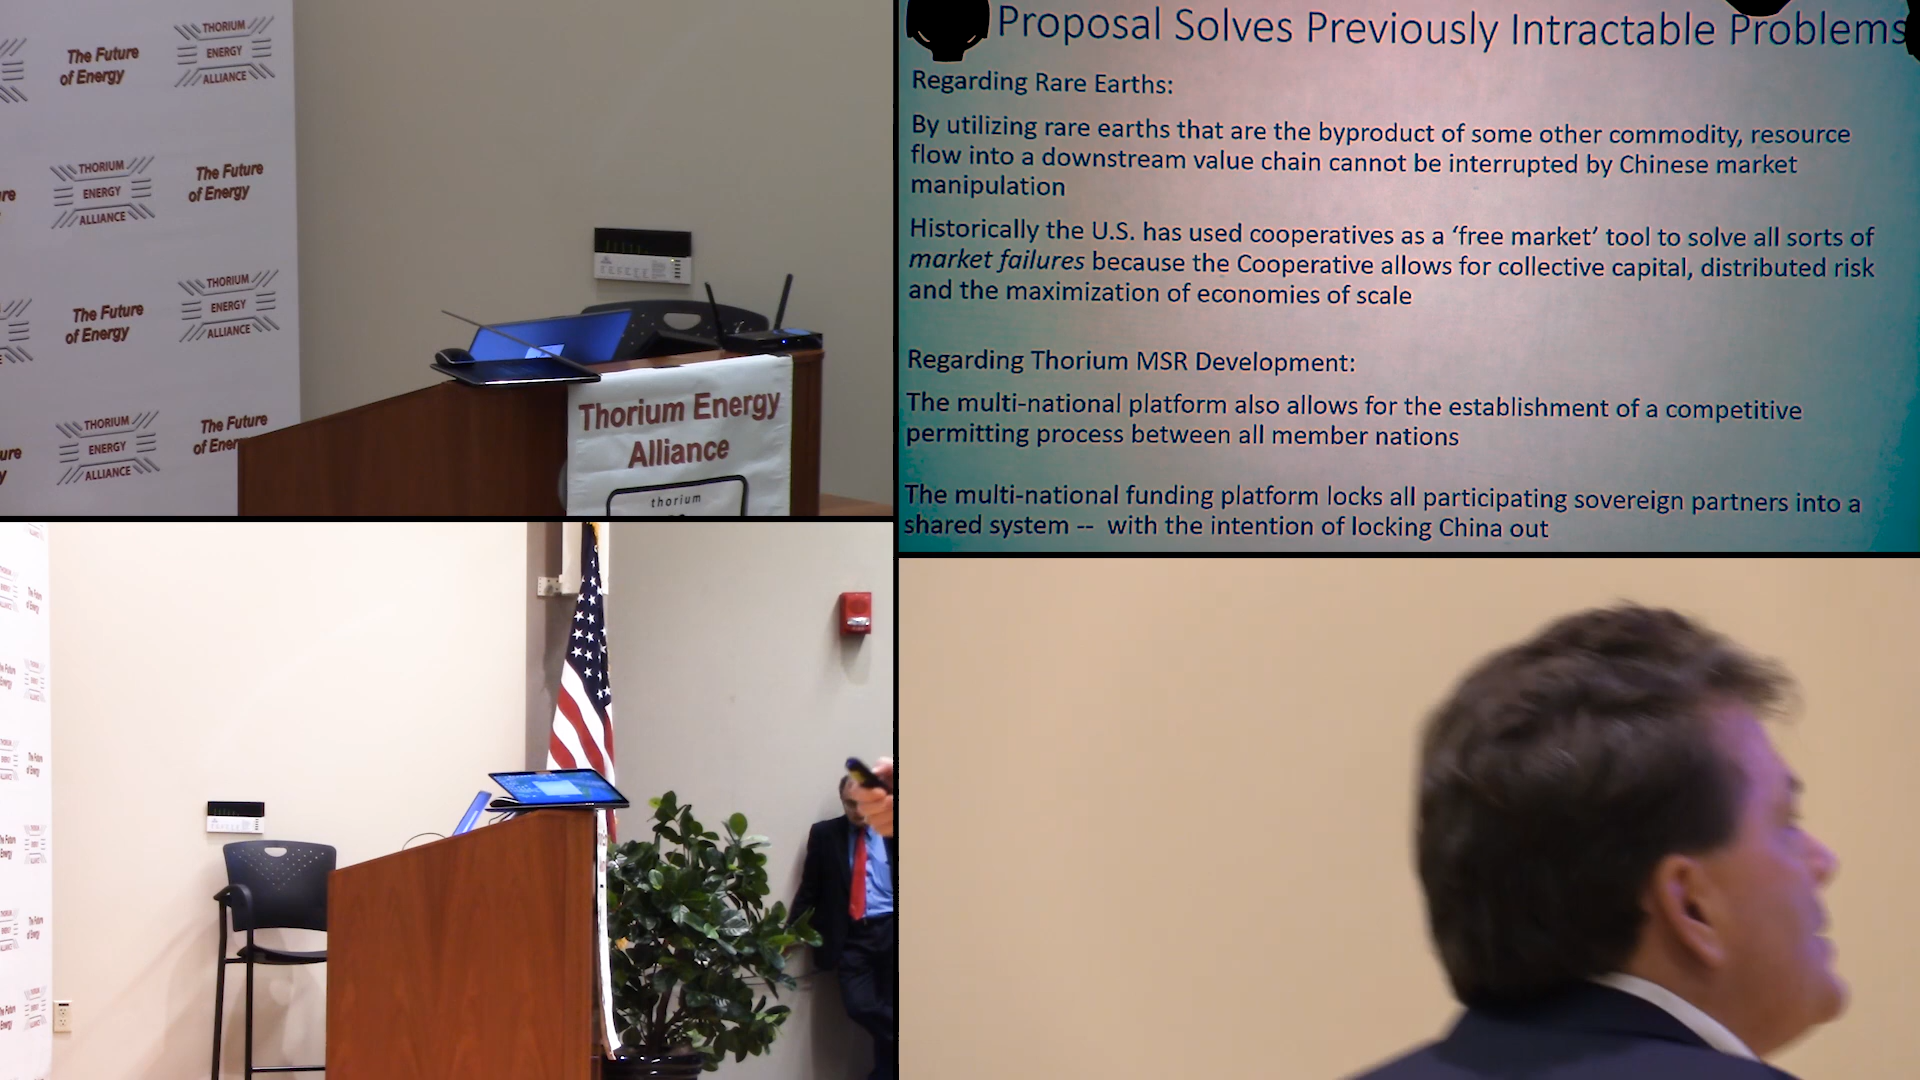 THORIUM
ENERGY
ALLIANCE
The Future
of Energy
THORIUM
ENERGY
ALLIANCE
The Future
of Energy
The Future
of Energy
THORIUM
ENERGY
ALLIANCE
THORIUM
ENERGY
ALLIANCE
The Future
Thorium Energy
Alliance
thorium
Proposal Solves Previously Intractable Problems
Regarding Rare Earths:
By utilizing rare earths that are the byproduct of some other commodity, resource
flow into a downstream value chain cannot be interrupted by Chinese market
manipulation
Historically the U.S. has used cooperatives as a ‘free market’ tool to solve all sorts of
market failures because the Cooperative allows for collective capital, distributed risk
and the maximization of economies of scale
Regarding Thorium MSR Development:
The multi-national platform also allows for the establishment of a competitive
permitting process between all member nations
The multi-national funding platform locks all participating sovereign partners into a
shared system -- with the intention of locking China out